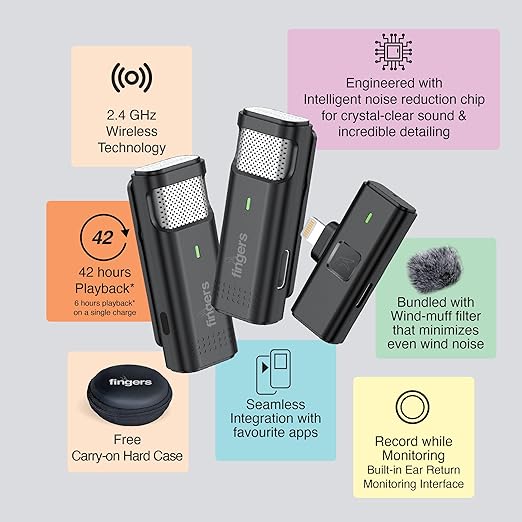 2.4 GHz
Wireless
Technology
Engineered with
Intelligent noise reduction chip
for crystal-clear sound &
incredible detailing
42
42 hours
Playback*
6 hours playback*
on a single charge
fingers
fingers
Bundled with
Wind-muff filter
that minimizes
even wind noise
fingers
Free
Carry-on Hard Case
Seamless
Integration with
favourite apps
Record while
Monitoring
Built-in Ear Return
Monitoring Interface